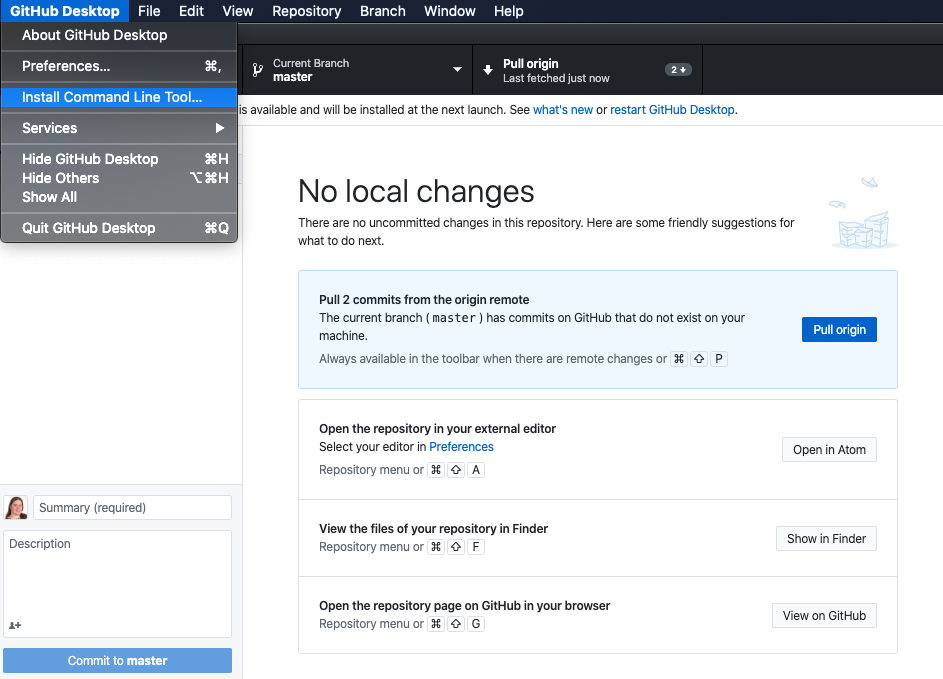 GitHub Desktop File Edit View Repository Branch Window Help
About GitHub Desktop
Preferences... ⌘,
Install Command Line Tool...
Services ▶
Hide GitHub Desktop ⌘H
Hide Others ⌥⌘H
Show All
Quit GitHub Desktop ⌘Q
Current Branch
master
Pull origin
Last fetched just now
2
is available and will be installed at the next launch. See what's new or restart GitHub Desktop.
No local changes
There are no uncommitted changes in this repository. Here are some friendly suggestions for
what to do next.
Pull 2 commits from the origin remote
The current branch (master) has commits on GitHub that do not exist on your
machine.
Always available in the toolbar when there are remote changes or ⌘ ⇧ P
Pull origin
Open the repository in your external editor
Select your editor in Preferences
Repository menu or ⌘ ⇧ A
Open in Atom
View the files of your repository in Finder
Repository menu or ⌘ ⇧ F
Show in Finder
Open the repository page on GitHub in your browser
Repository menu or ⌘ ⇧ G
View on GitHub
Summary (required)
Description
Commit to master